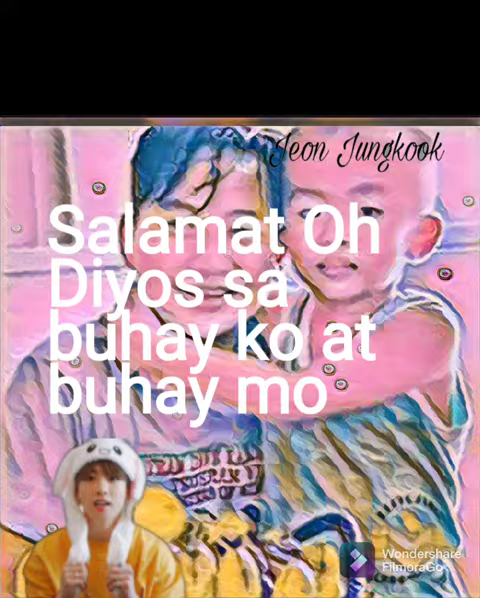 Jeon Jungkook
Salamat Oh
Diyos sa
buhay ko at
buhay mo
Wondershare
FilmoraGo